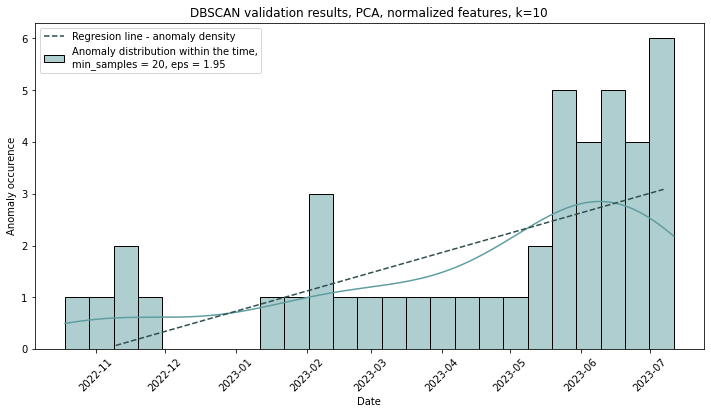 DBSCAN validation results, PCA, normalized features, k=10
Regresion line - anomaly density
Anomaly distribution within the time,
min_samples = 20, eps = 1.95
Anomaly occurence
6
5
4
3
2
1
0
2022-11
2022-12
2023-01
2023-02
2023-03
2023-04
2023-05
2023-06
2023-07
Date